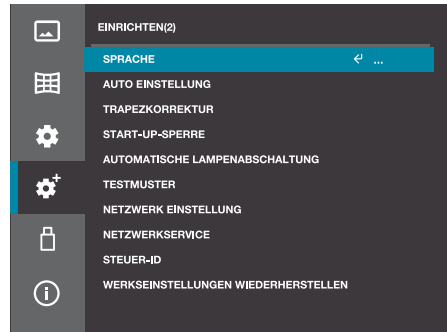 EINRICHTEN(2)
SPRACHE ...
AUTO EINSTELLUNG
TRAPEZKORREKTUR
START-UP-SPERRE
AUTOMATISCHE LAMPENABSCHALTUNG
TESTMUSTER
NETZWERK EINSTELLUNG
NETZWERKSERVICE
STEUER-ID
WERKSEINSTELLUNGEN WIEDERHERSTELLEN